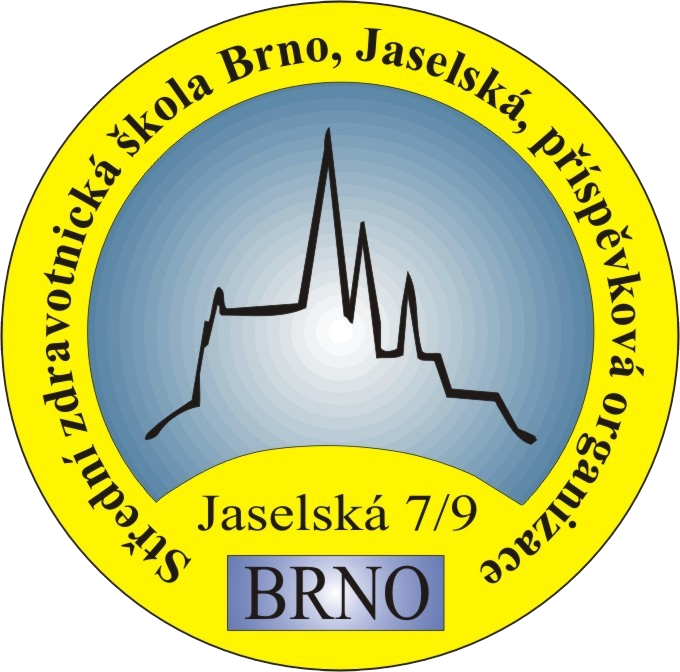 Střední zdravotnická škola Brno, Jaselská, příspěvková organizace
Jaselská 7/9
BRNO